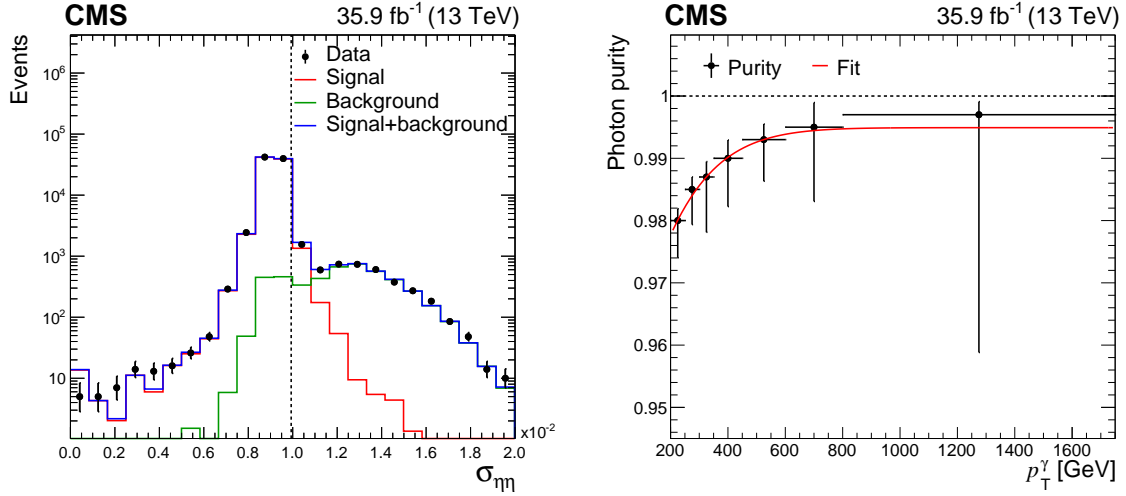 CMS 35.9 fb⁻¹ (13 TeV)
Events
10⁶
10⁵
10⁴
10³
10²
10
Data
Signal
Background
Signal+background
0.0 0.2 0.4 0.6 0.8 1.0 1.2 1.4 1.6 1.8 2.0
x10⁻²
σηη
CMS 35.9 fb⁻¹ (13 TeV)
Photon purity
Purity Fit
1
0.99
0.98
0.97
0.96
0.95
200 400 600 800 1000 1200 1400 1600
p_T^γ [GeV]